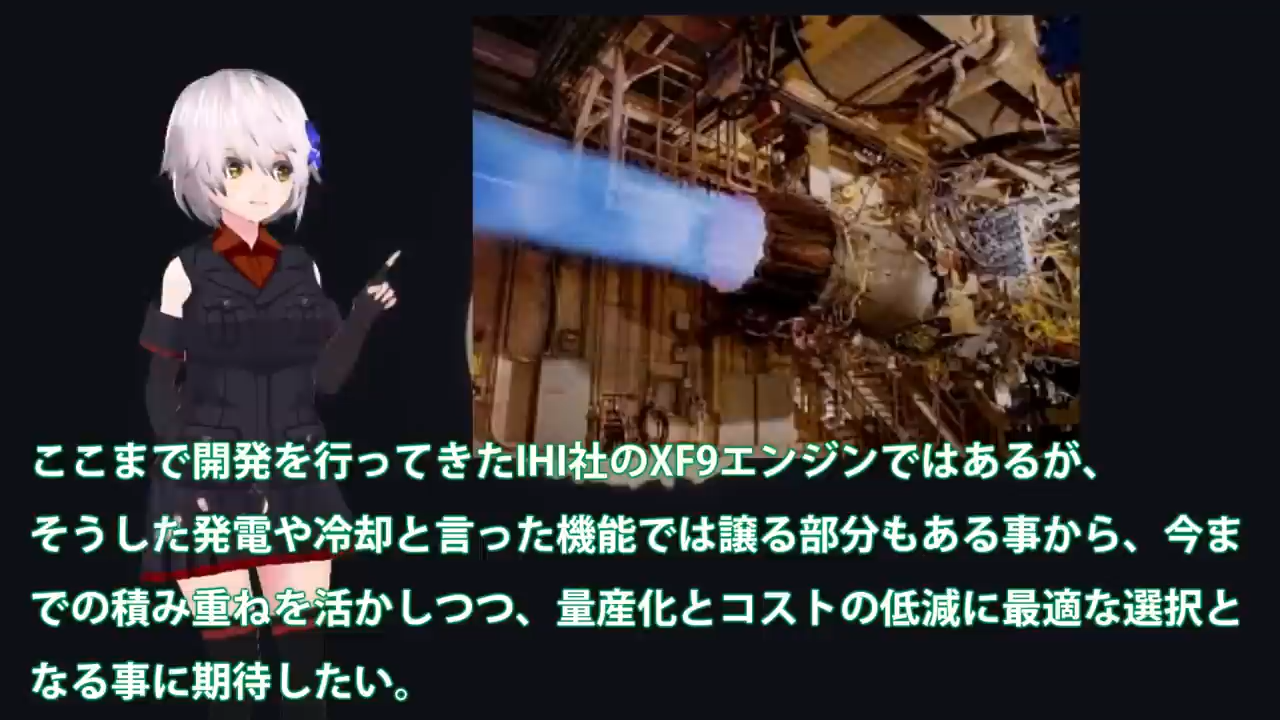 ここまで開発を行ってきたIHI社のXF9エンジンではあるが、
そうした発電や冷却と言った機能では譲る部分もある事から、今ま
での積み重ねを活かしつつ、量産化とコストの低減に最適な選択と
なる事に期待したい。